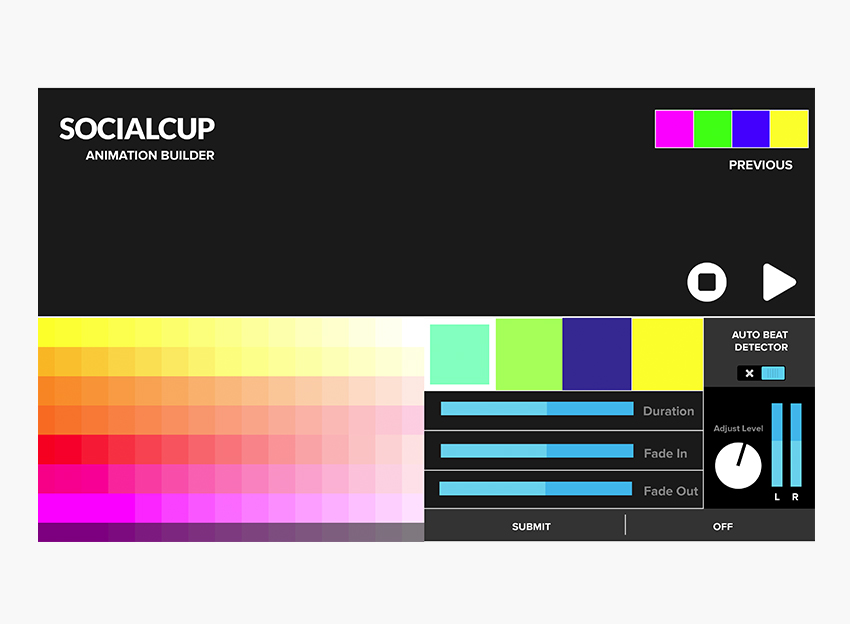 SOCIALCUP
ANIMATION BUILDER
PREVIOUS
AUTO BEAT
DETECTOR
Duration
Fade In
Fade Out
Adjust Level
L R
SUBMIT
OFF